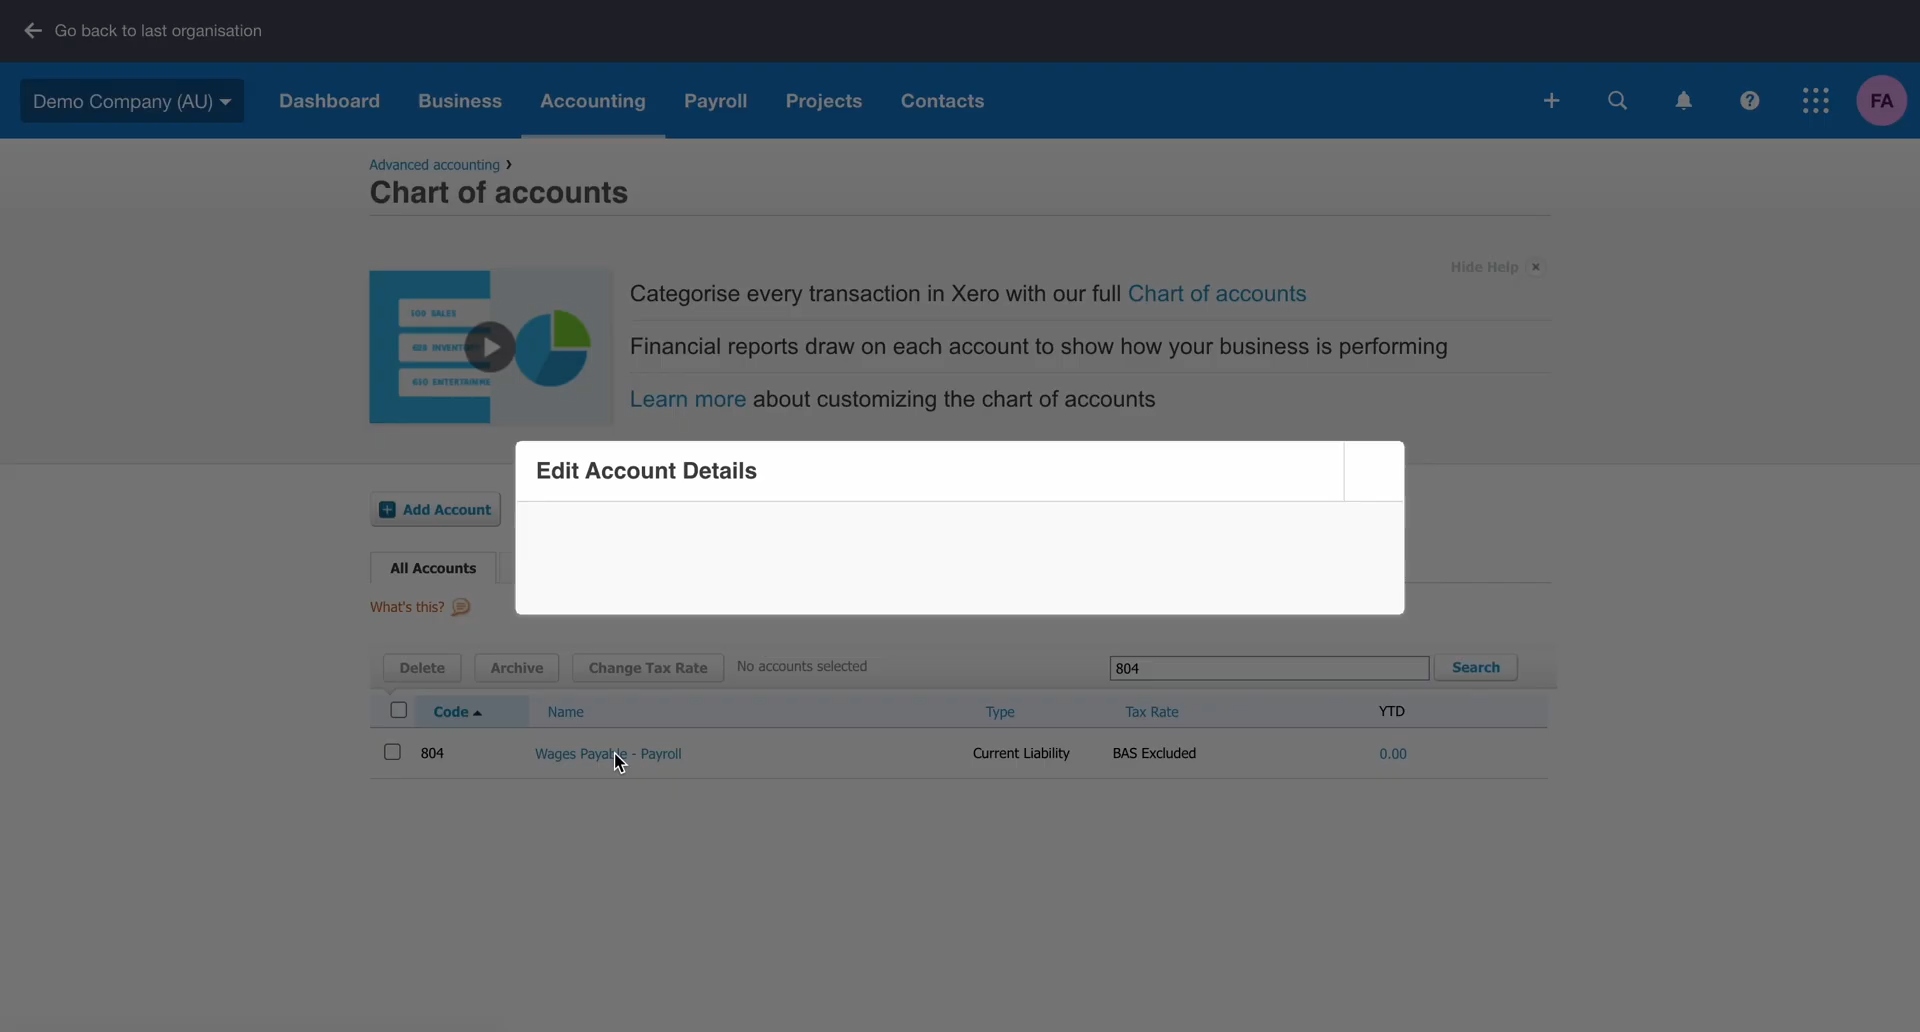 Go back to last organisation
Demo Company (AU)
Dashboard
Business
Accounting
Payroll
Projects
Contacts
FA
Advanced accounting
Chart of accounts
Hide Help
Categorise every transaction in Xero with our full Chart of accounts
Financial reports draw on each account to show how your business is performing
Learn more about customizing the chart of accounts
Edit Account Details
Add Account
All Accounts
What's this?
Delete
Archive
Change Tax Rate
No accounts selected
804
Search
Code
Name
Type
Tax Rate
YTD
804
Wages Payable - Payroll
Current Liability
BAS Excluded
0.00